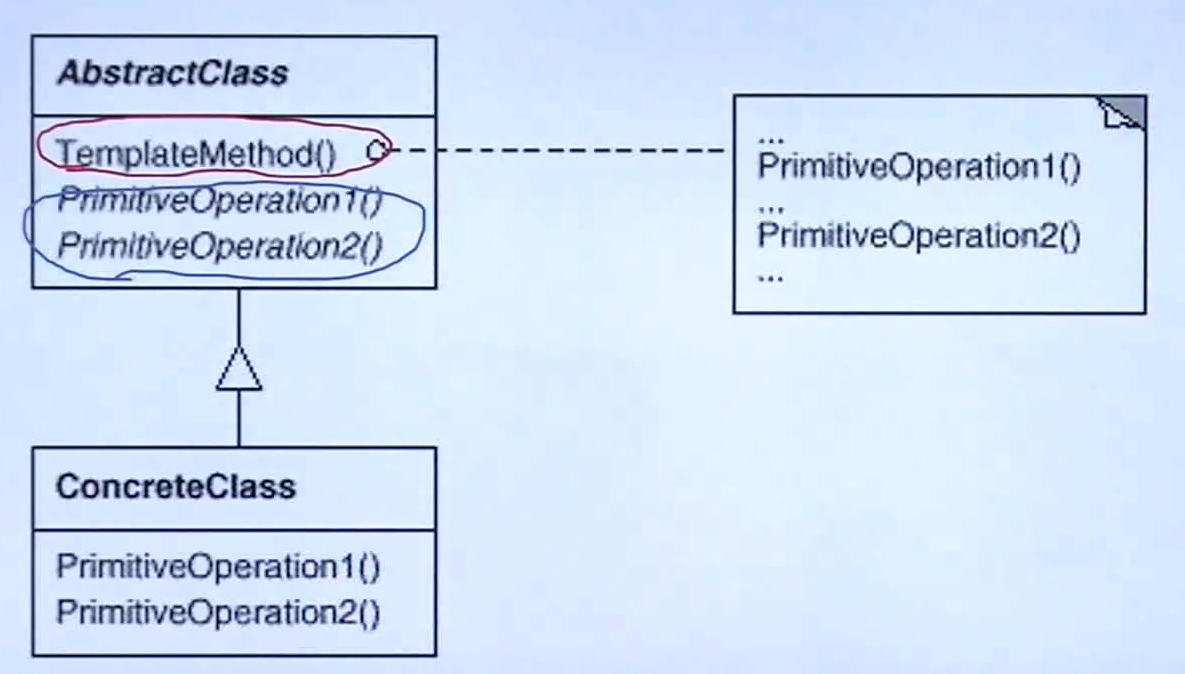 AbstractClass
TemplateMethod()
PrimitiveOperation1()
PrimitiveOperation2()
...
PrimitiveOperation1()
...
PrimitiveOperation2()
...
ConcreteClass
PrimitiveOperation1()
PrimitiveOperation2()